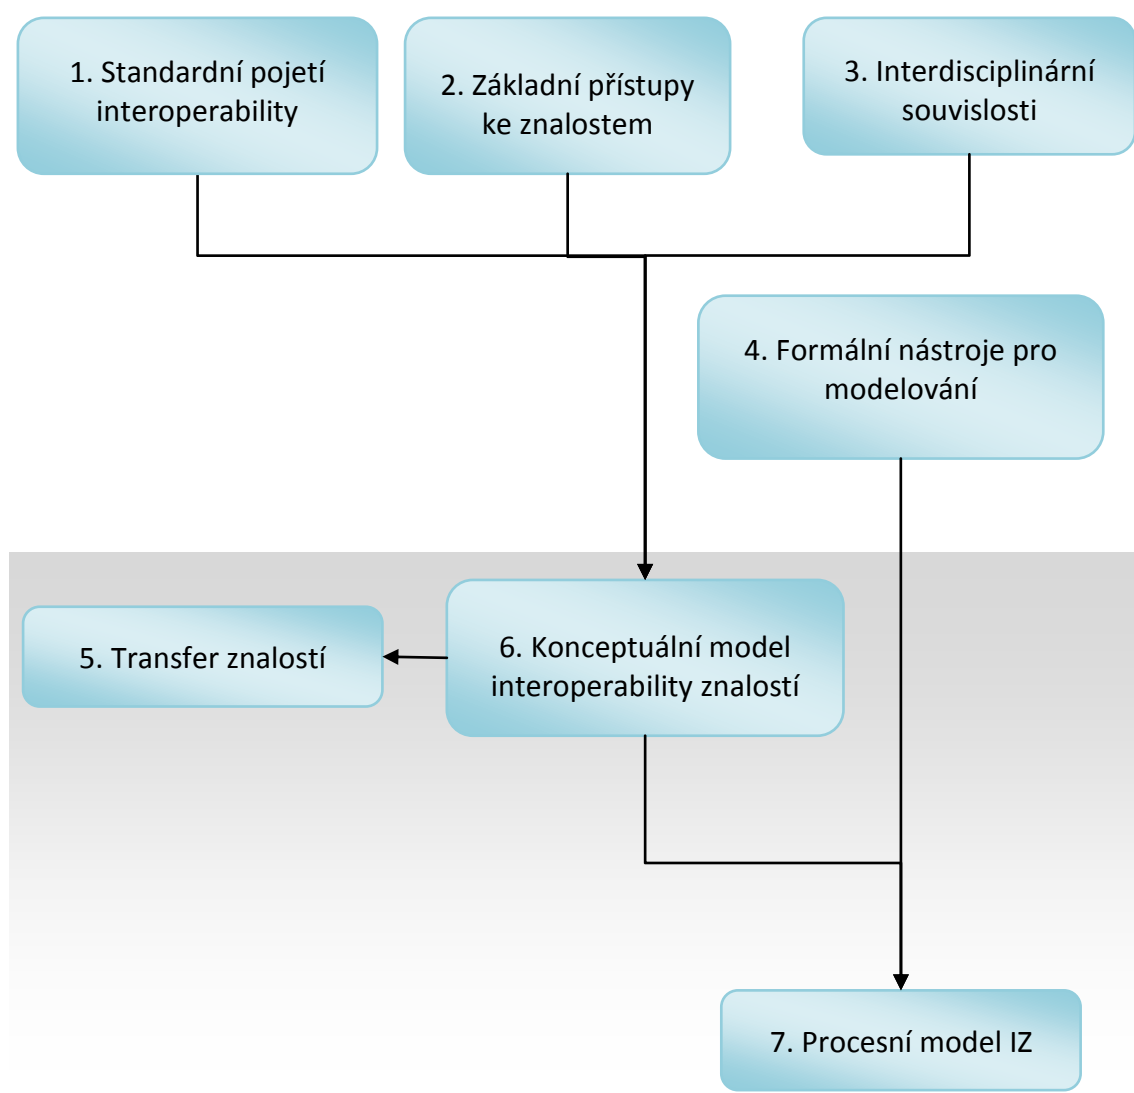 1. Standardní pojetí
interoperability
2. Základní přístupy
ke znalostem
3. Interdisciplinární
souvislosti
4. Formální nástroje pro
modelování
5. Transfer znalostí
6. Konceptuální model
interoperability znalostí
7. Procesní model IZ